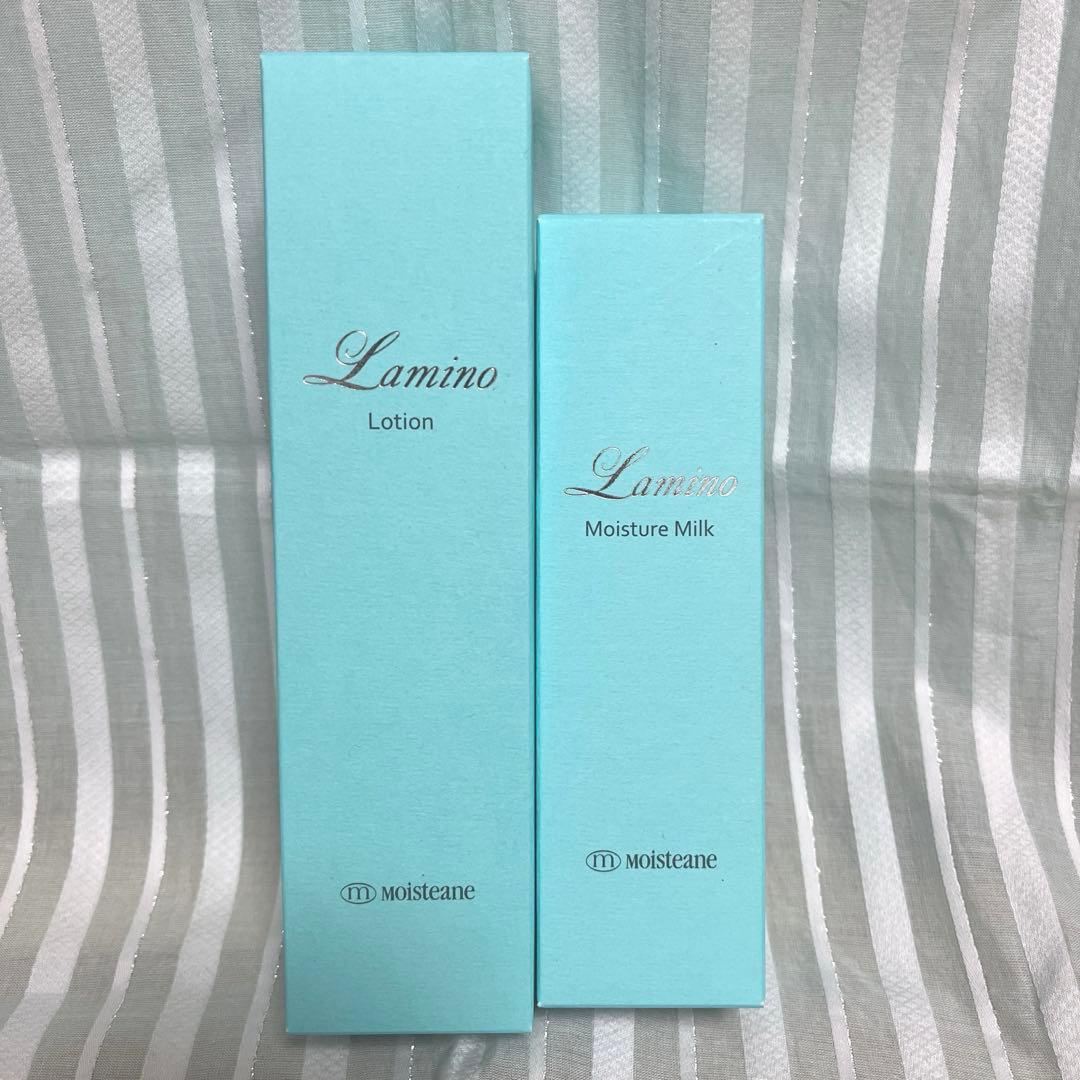 Lamino
Lotion
m Moisteane
Lamino
Moisture Milk
m Moisteane